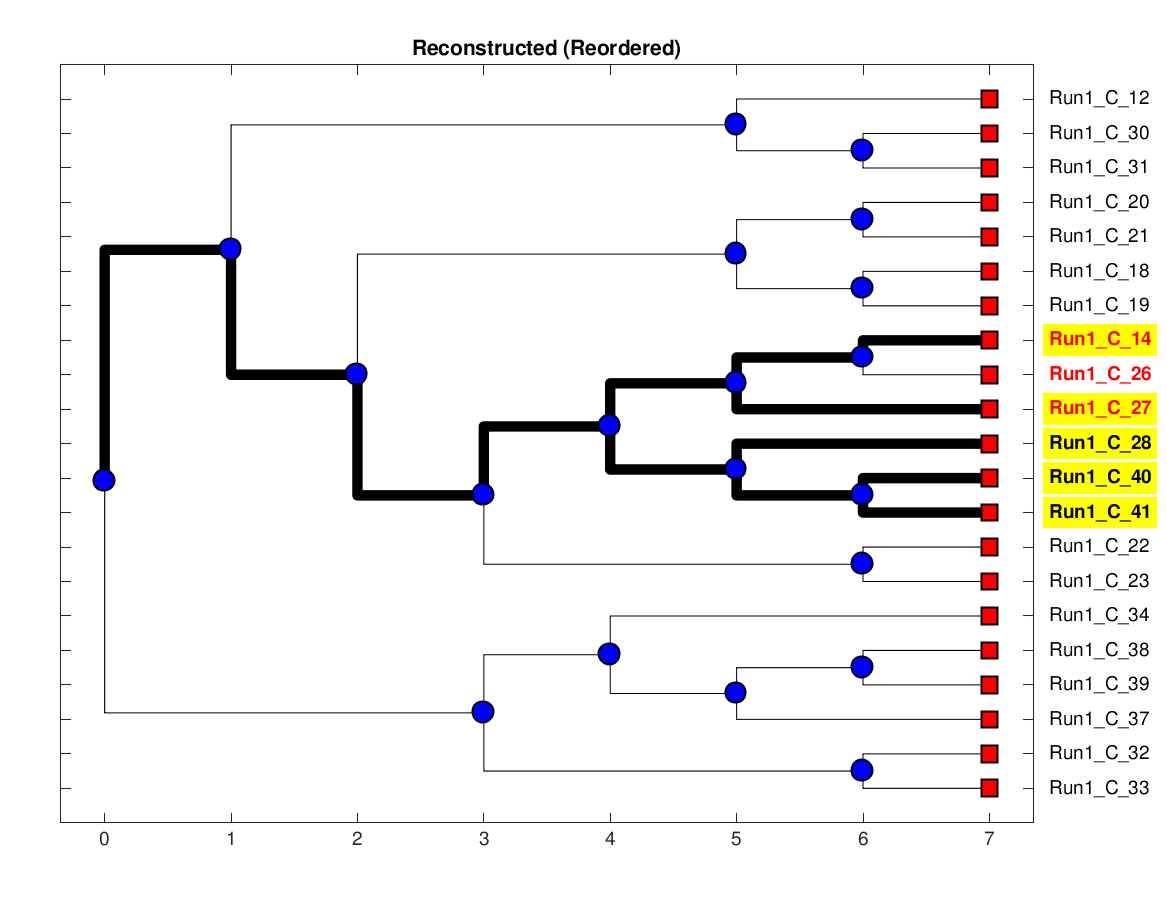 Reconstructed (Reordered)
Run1_C_12
Run1_C_30
Run1_C_31
Run1_C_20
Run1_C_21
Run1_C_18
Run1_C_19
Run1_C_14
Run1_C_26
Run1_C_27
Run1_C_28
Run1_C_40
Run1_C_41
Run1_C_22
Run1_C_23
Run1_C_34
Run1_C_38
Run1_C_39
Run1_C_37
Run1_C_32
Run1_C_33
0 1 2 3 4 5 6 7